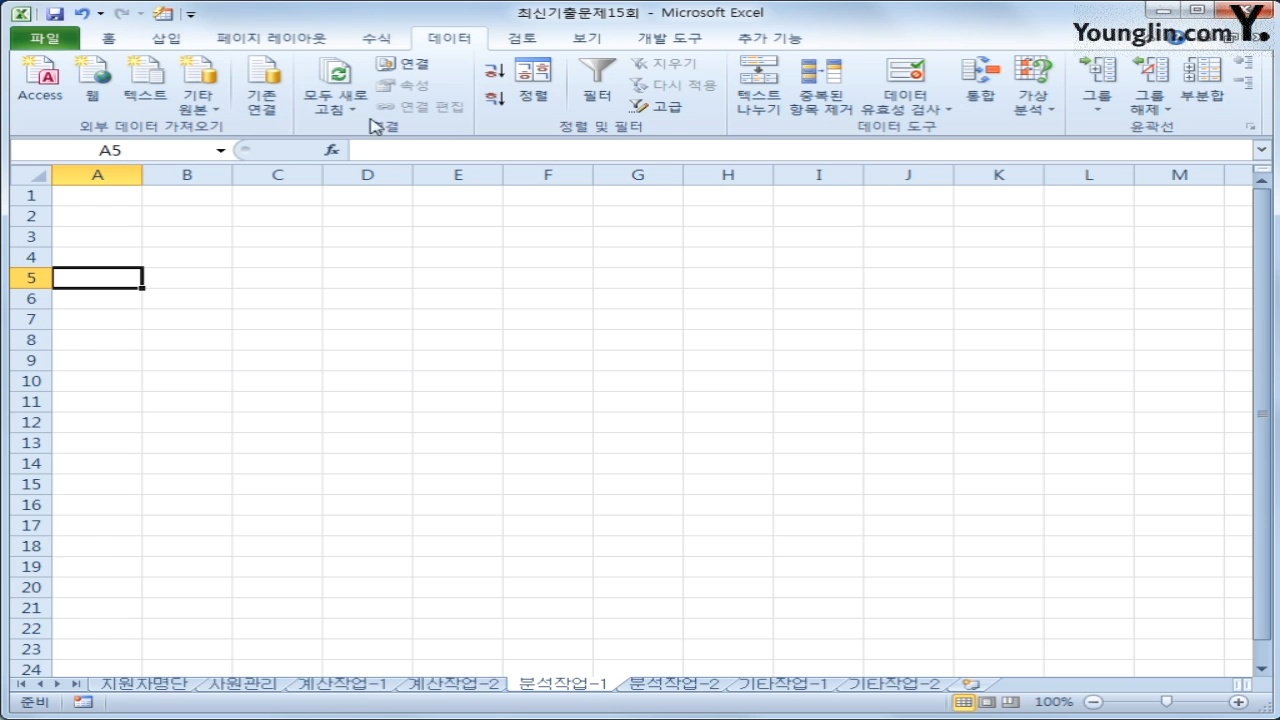 최신기출문제15회 - Microsoft Excel
Younglin.com Y.
파일 홈 삽입 페이지 레이아웃 수식 데이터 검토 보기 개발 도구 추가 기능
Access 웹 텍스트 기타 원본 기존 연결 모두 새로 고침 연결 속성 연결 편집 정렬 필터 지우기 다시 적용 고급 텍스트 나누기 중복된 항목 제거 데이터 유효성 검사 통합 가상 분석 그룹 그룹 해제 부분합
외부 데이터 가져오기 정렬 및 필터 데이터 도구 윤곽선
A5 fx
A B C D E F G H I J K L M
1
2
3
4
5
6
7
8
9
10
11
12
13
14
15
16
17
18
19
20
21
22
23
24
지원자명단 사원관리 계산작업-1 계산작업-2 분석작업-1 분석작업-2 기타작업-1 기타작업-2
준비 100%